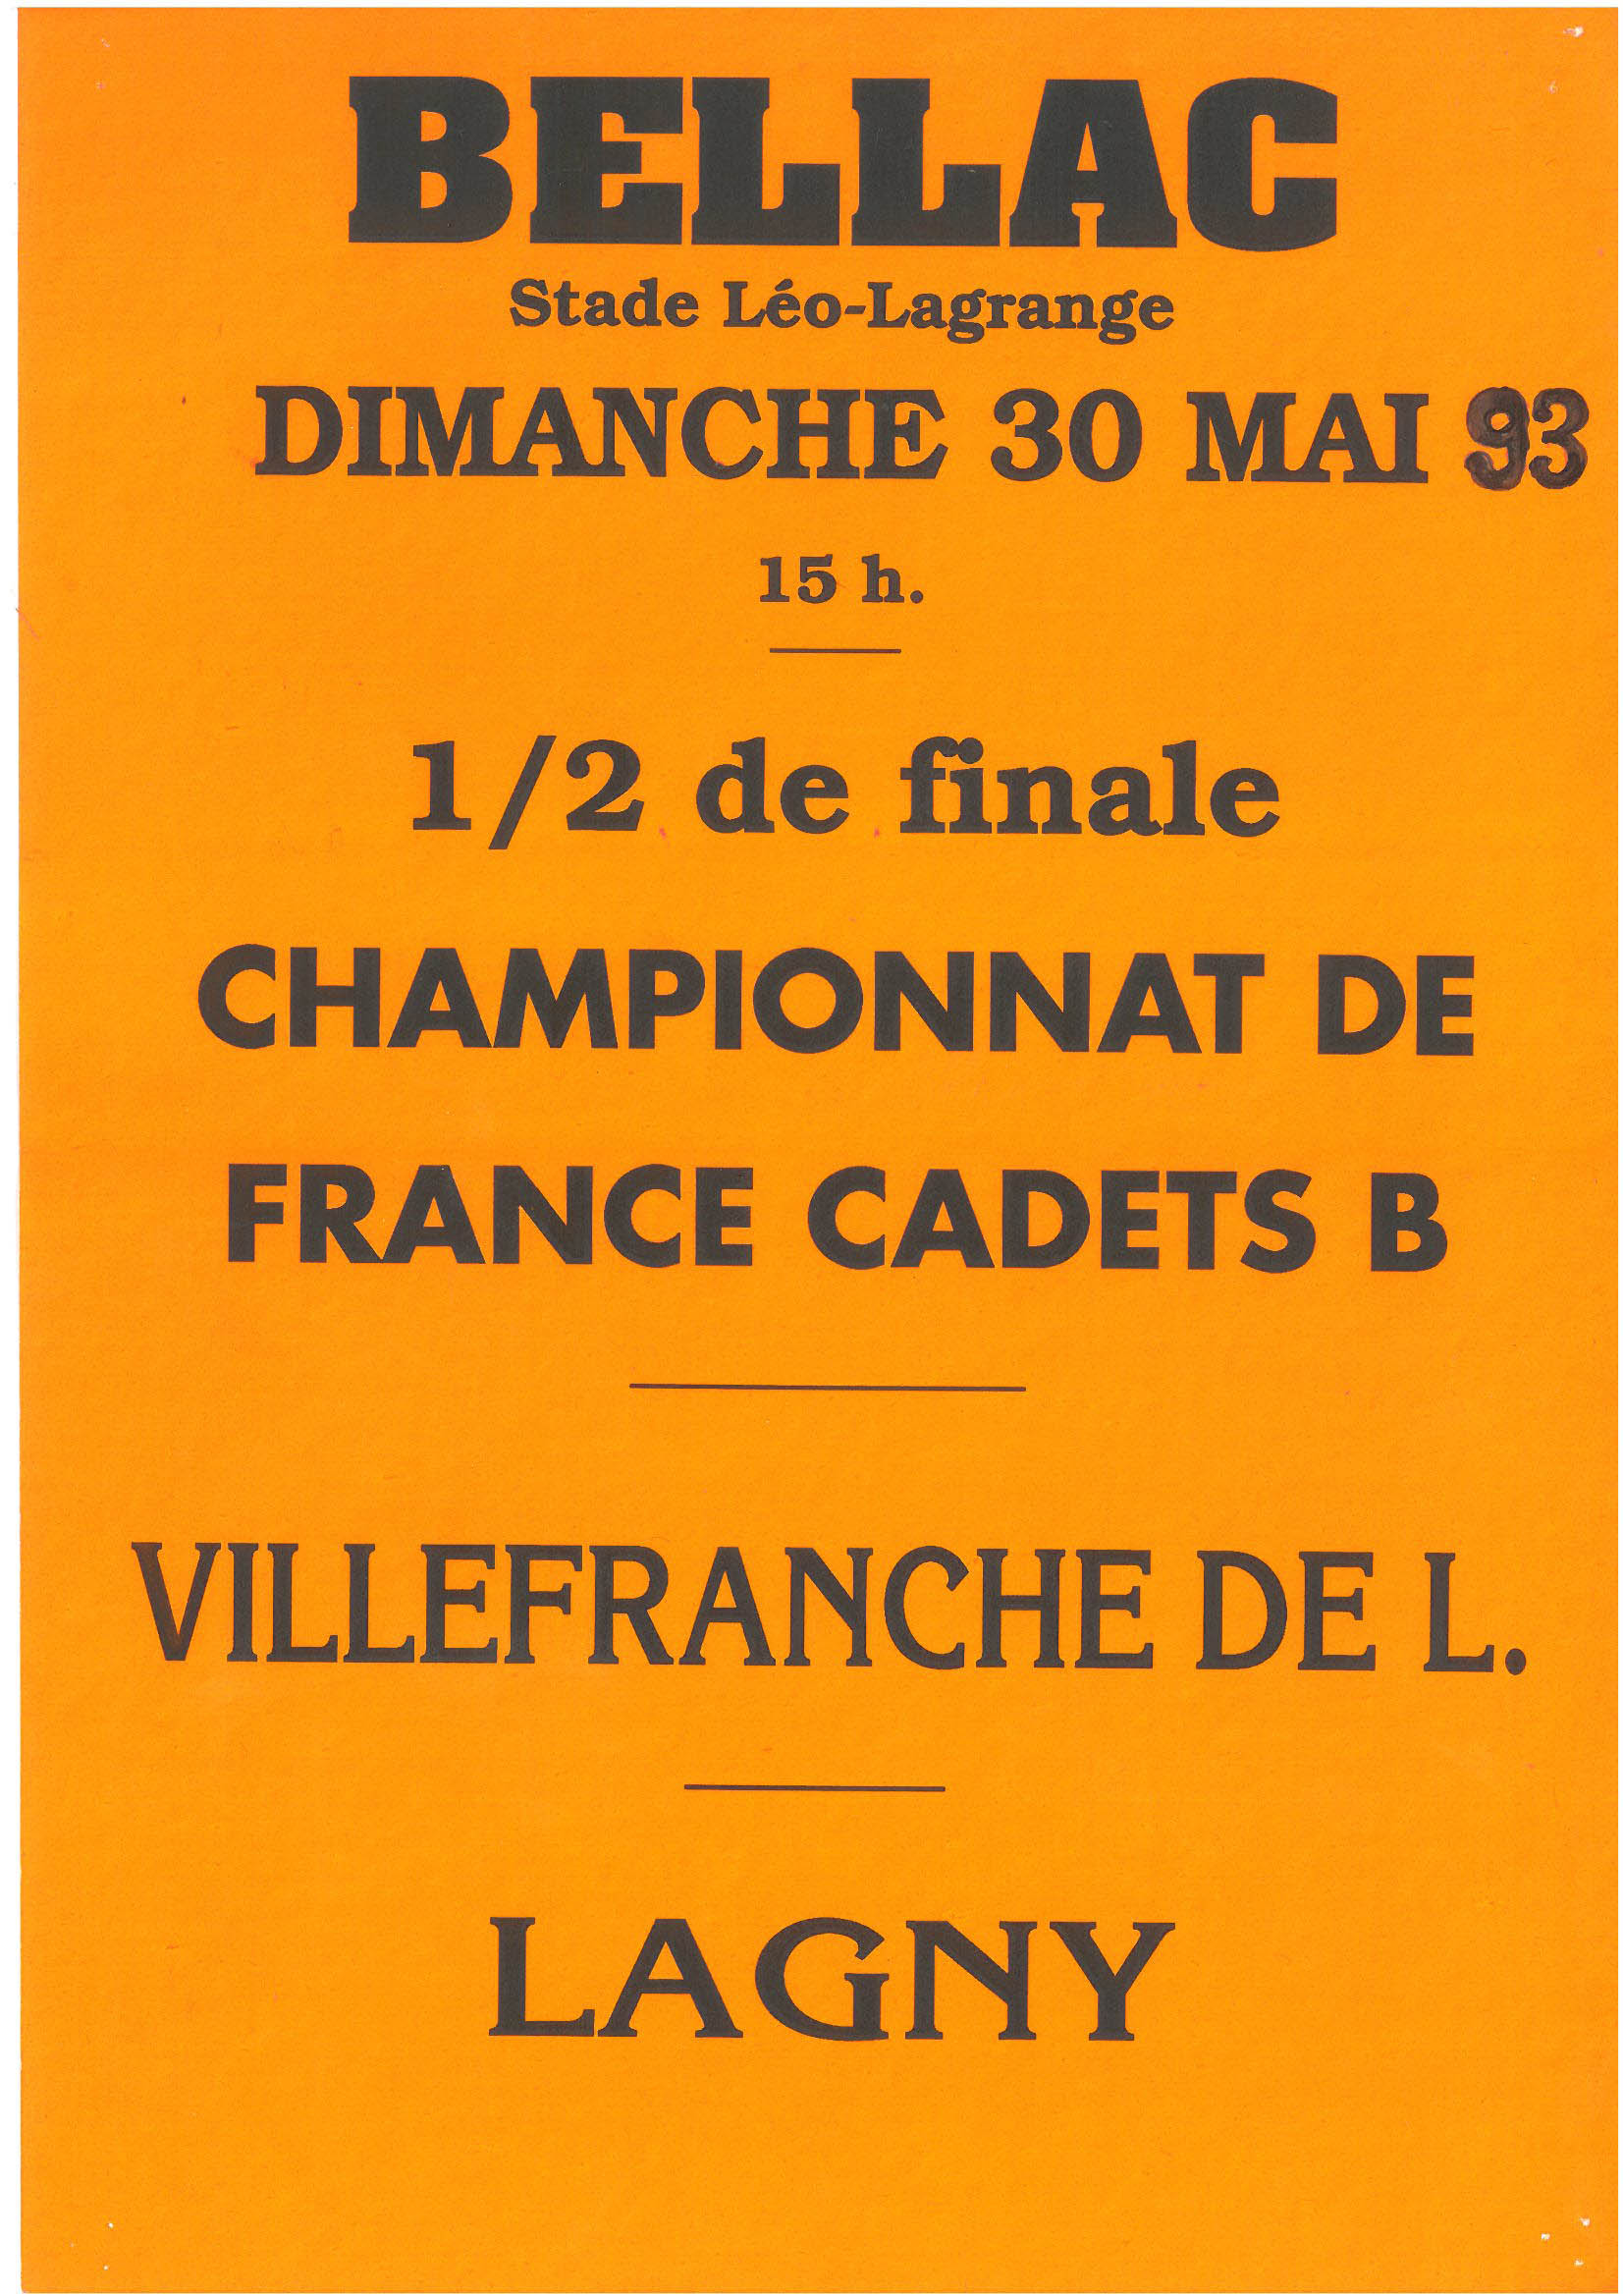 BELLAC
Stade Léo-Lagrange
DIMANCHE 30 MAI 93
15 h.
1/2 de finale
CHAMPIONNAT DE
FRANCE CADETS B
VILLEFRANCHE DE L.
LAGNY